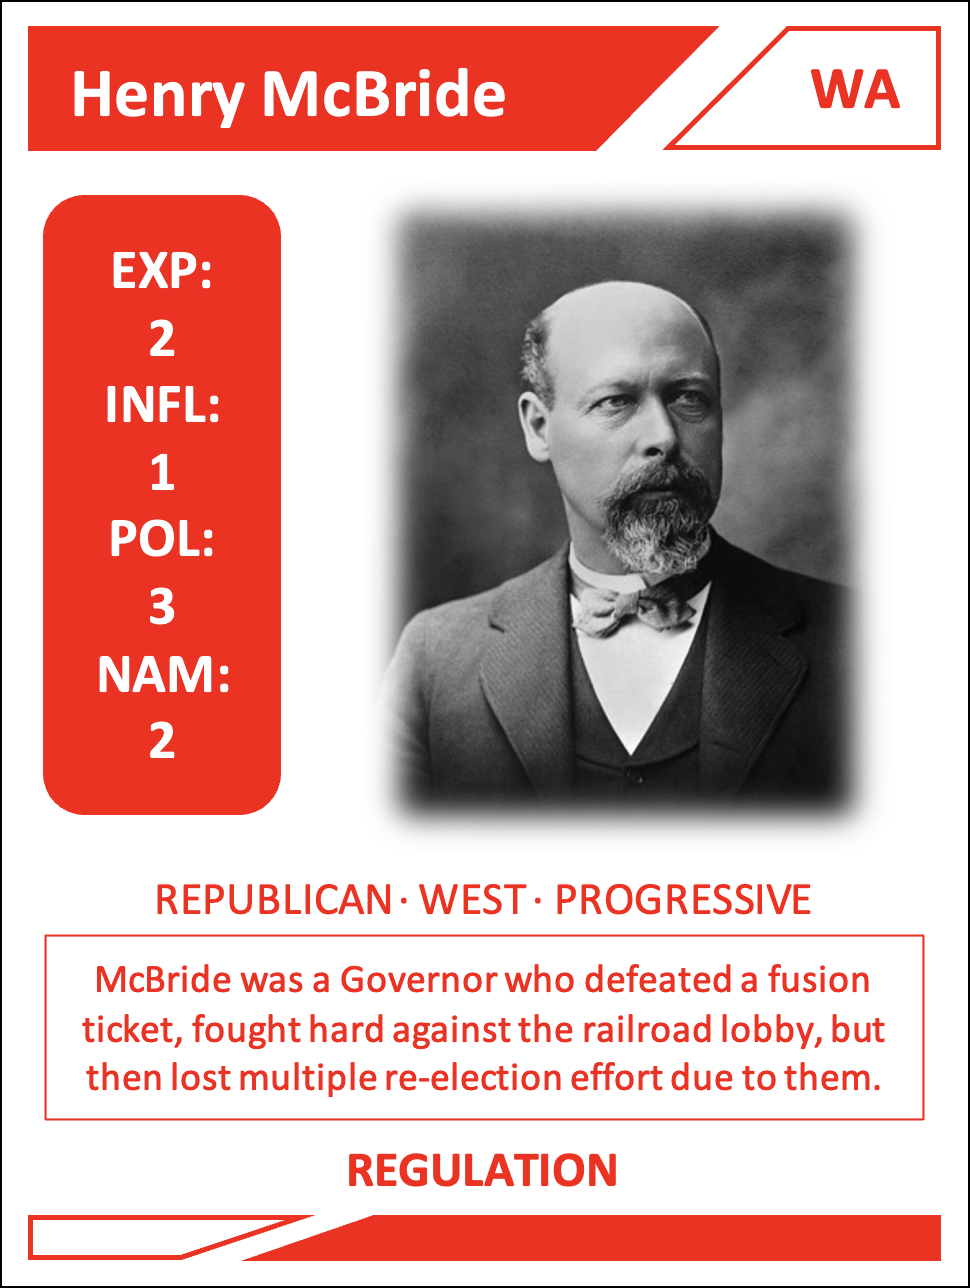 Henry McBride
WA
EXP:
2
INFL:
1
POL:
3
NAM:
2
REPUBLICAN · WEST · PROGRESSIVE
McBride was a Governor who defeated a fusion
ticket, fought hard against the railroad lobby, but
then lost multiple re-election effort due to them.
REGULATION